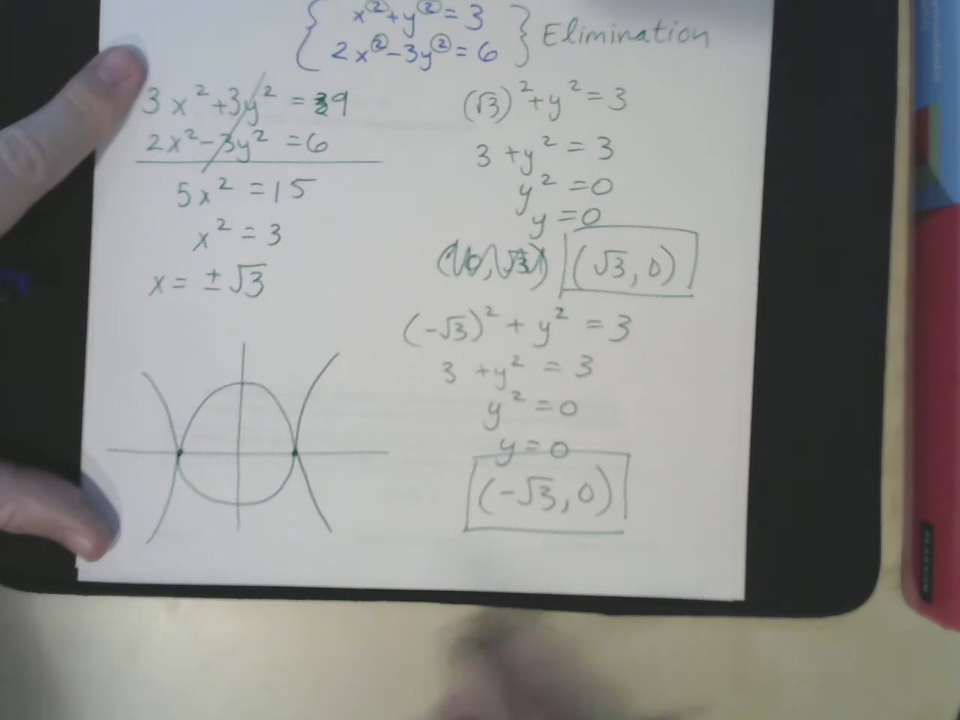 x² + y² = 3
2x² - 3y² = 6
Elimination
3x² + 3y² = 9
2x² - 3y² = 6
5x² = 15
x² = 3
x = ± √3
(√3)² + y² = 3
3 + y² = 3
y² = 0
y = 0
(√3, 0)
(-√3)² + y² = 3
3 + y² = 3
y² = 0
y = 0
(-√3, 0)